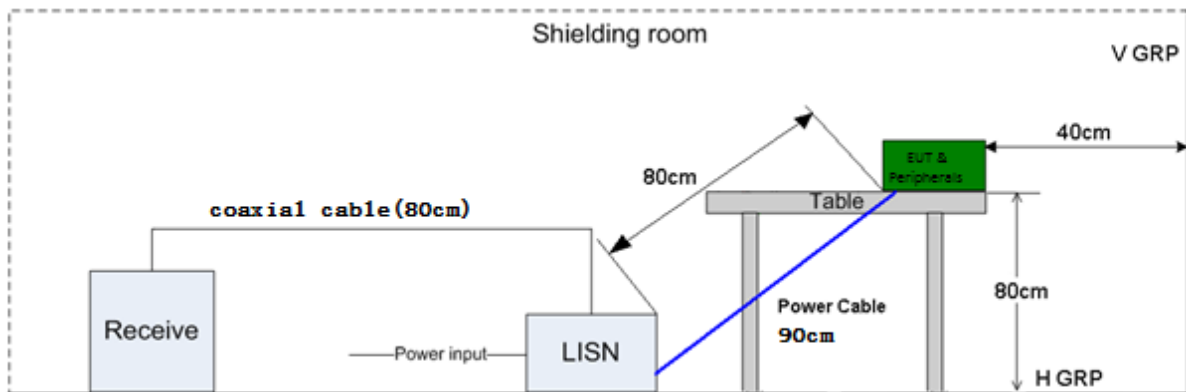 Shielding room
V GRP
40cm
EUT &
Peripherals
80cm
Table
coaxial cable(80cm)
80cm
Power Cable
90cm
Receive
Power input
LISN
H GRP